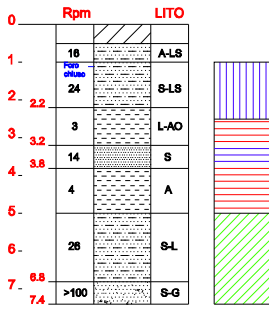 Rpm LITO
0
16 A-LS
1
Foro
chiuso
24 S-LS
2
2.2
3 L-AO
3
3.2
14 S
3.8
4
4 A
5
26 S-L
6
6.8
7
>100 S-G
7.4